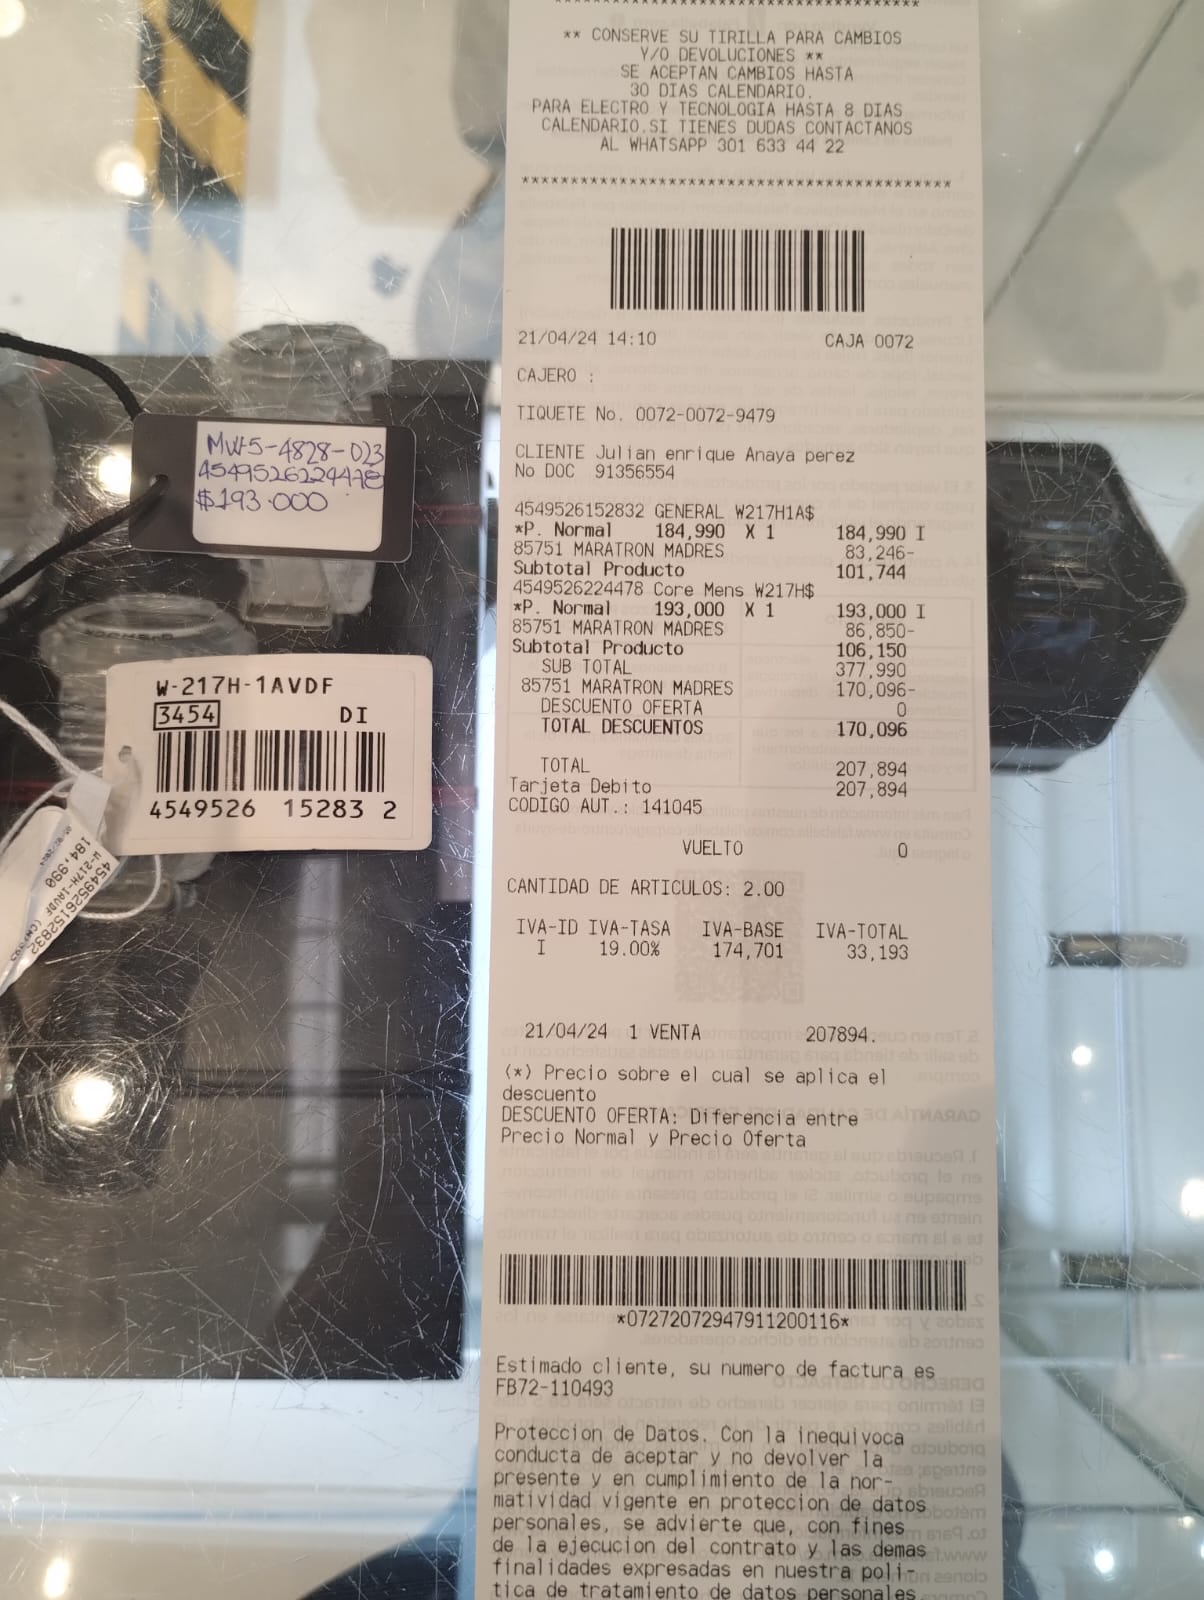 ** CONSERVE SU TIRILLA PARA CAMBIOS
Y/O DEVOLUCIONES **
SE ACEPTAN CAMBIOS HASTA
30 DIAS CALENDARIO.
PARA ELECTRO Y TECNOLOGIA HASTA 8 DIAS
CALENDARIO.SI TIENES DUDAS CONTACTANOS
AL WHATSAPP 301 633 44 22
21/04/24 14:10 CAJA 0072
CAJERO :
TIQUETE No. 0072-0072-9479
CLIENTE Julian enrique Anaya perez
No DOC 91356554
4549526152832 GENERAL W217H1A$
*P. Normal 184,990 X 1 184,990 I
85751 MARATRON MADRES 83,246-
Subtotal Producto 101,744
4549526224478 Core Mens W217H$
*P. Normal 193,000 X 1 193,000 I
85751 MARATRON MADRES 86,850-
Subtotal Producto 106,150
SUB TOTAL 377,990
85751 MARATRON MADRES 170,096-
DESCUENTO OFERTA 0
TOTAL DESCUENTOS 170,096
TOTAL 207,894
Tarjeta Debito 207,894
CODIGO AUT.: 141045
VUELTO 0
CANTIDAD DE ARTICULOS: 2.00
IVA-ID IVA-TASA IVA-BASE IVA-TOTAL
I 19.00% 174,701 33,193
21/04/24 1 VENTA 207894.
(*) Precio sobre el cual se aplica el
descuento
DESCUENTO OFERTA: Diferencia entre
Precio Normal y Precio Oferta
*07272072947911200116*
Estimado cliente, su numero de factura es
FB72-110493
Proteccion de Datos. Con la inequivoca
conducta de aceptar y no devolver la
presente y en cumplimiento de la nor-
matividad vigente en proteccion de datos
personales, se advierte que, con fines
de la ejecucion del contrato y las demas
finalidades expresadas en nuestra poli-
tica de tratamiento de datos personales
MW-5-4828-D23
4549526224478
$193.000
W-217H-1AVDF
3454 DI
4549526 15283 2
4549526152832
W-217H-1AVDF
184,990